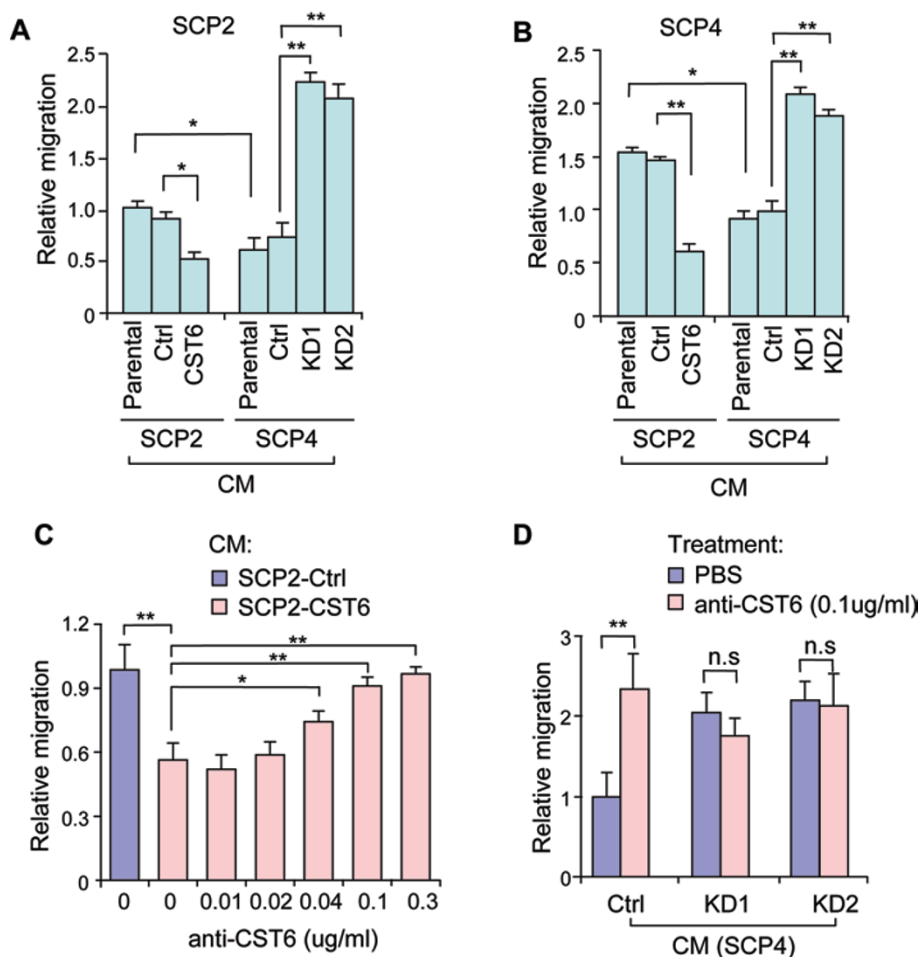 A
SCP2
Relative migration
2.5
2.0
1.5
1.0
0.5
0
*
*
**
**
Parental
Ctrl
CST6
Parental
Ctrl
KD1
KD2
SCP2
SCP4
CM
B
SCP4
Relative migration
2.5
2.0
1.5
1.0
0.5
0
*
**
**
**
Parental
Ctrl
CST6
Parental
Ctrl
KD1
KD2
SCP2
SCP4
CM
C
CM:
SCP2-Ctrl
SCP2-CST6
Relative migration
1.2
0.9
0.6
0.3
0
**
**
**
*
0 0 0.01 0.02 0.04 0.1 0.3
anti-CST6 (ug/ml)
D
Treatment:
PBS
anti-CST6 (0.1ug/ml)
Relative migration
3
2
1
0
**
n.s
n.s
Ctrl KD1 KD2
CM (SCP4)